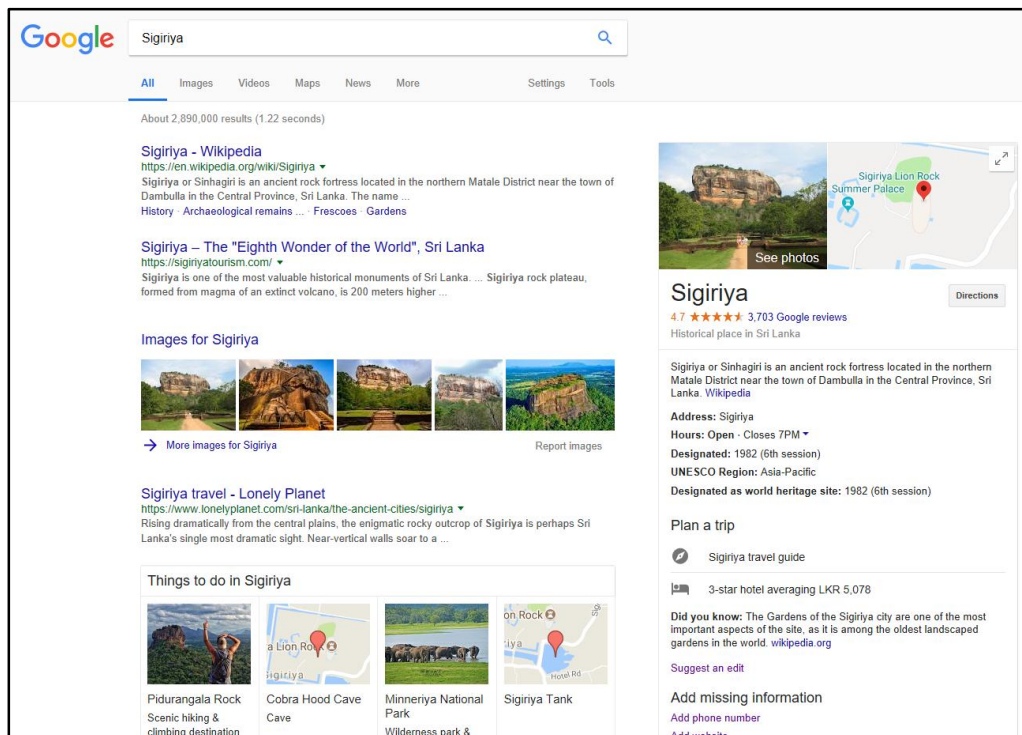 Google
Sigiriya
All Images Videos Maps News More Settings Tools
About 2,890,000 results (1.22 seconds)
Sigiriya - Wikipedia
https://en.wikipedia.org/wiki/Sigiriya
Sigiriya or Sinhagiri is an ancient rock fortress located in the northern Matale District near the town of
Dambulla in the Central Province, Sri Lanka. The name ...
History · Archaeological remains ... · Frescoes · Gardens
Sigiriya – The "Eighth Wonder of the World", Sri Lanka
https://sigiriyatourism.com/
Sigiriya is one of the most valuable historical monuments of Sri Lanka. ... Sigiriya rock plateau,
formed from magma of an extinct volcano, is 200 meters higher ...
Images for Sigiriya
More images for Sigiriya
Report images
Sigiriya travel - Lonely Planet
https://www.lonelyplanet.com/sri-lanka/the-ancient-cities/sigiriya
Rising dramatically from the central plains, the enigmatic rocky outcrop of Sigiriya is perhaps Sri
Lanka's single most dramatic sight. Near-vertical walls soar to a ...
Things to do in Sigiriya
a Lion Rock
Sigiriya
on Rock
riya
Hotel Rd
Pidurangala Rock
Scenic hiking &
climbing destination
Cobra Hood Cave
Cave
Minneriya National
Park
Wilderness park &
Sigiriya Tank
See photos
Sigiriya Lion Rock
Summer Palace
Sigiriya
Directions
4.7 3,703 Google reviews
Historical place in Sri Lanka
Sigiriya or Sinhagiri is an ancient rock fortress located in the northern
Matale District near the town of Dambulla in the Central Province, Sri
Lanka. Wikipedia
Address: Sigiriya
Hours: Open · Closes 7PM
Designated: 1982 (6th session)
UNESCO Region: Asia-Pacific
Designated as world heritage site: 1982 (6th session)
Plan a trip
Sigiriya travel guide
3-star hotel averaging LKR 5,078
Did you know: The Gardens of the Sigiriya city are one of the most
important aspects of the site, as it is among the oldest landscaped
gardens in the world. wikipedia.org
Suggest an edit
Add missing information
Add phone number
Add website